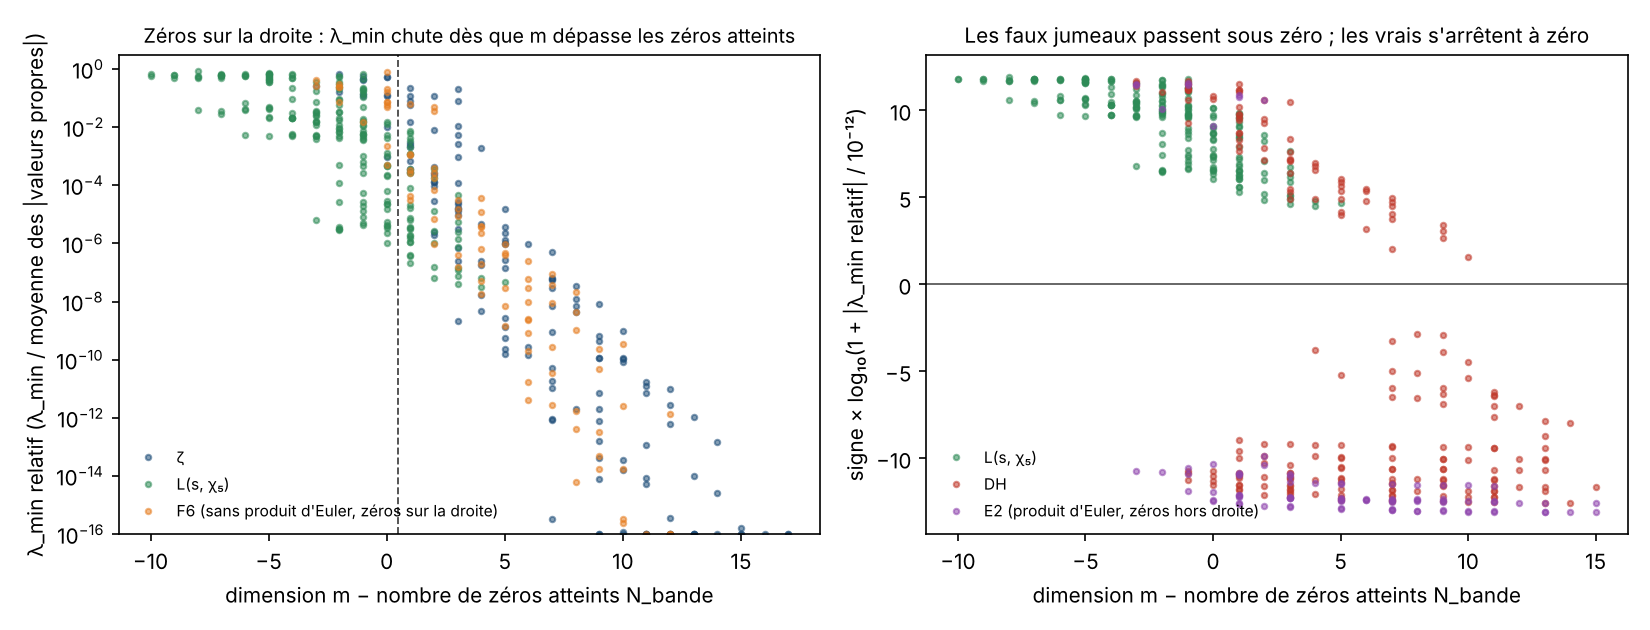 Zéros sur la droite : λ_min chute dès que m dépasse les zéros atteints
λ_min relatif (λ_min / moyenne des |valeurs propres|)
10⁰
10⁻²
10⁻⁴
10⁻⁶
10⁻⁸
10⁻¹⁰
10⁻¹²
10⁻¹⁴
10⁻¹⁶
ζ
L(s, χ₅)
F6 (sans produit d'Euler, zéros sur la droite)
−10 −5 0 5 10 15
dimension m − nombre de zéros atteints N_bande
Les faux jumeaux passent sous zéro ; les vrais s'arrêtent à zéro
signe × log₁₀(1 + |λ_min relatif| / 10⁻¹²)
10
5
0
−5
−10
L(s, χ₅)
DH
E2 (produit d'Euler, zéros hors droite)
−10 −5 0 5 10 15
dimension m − nombre de zéros atteints N_bande